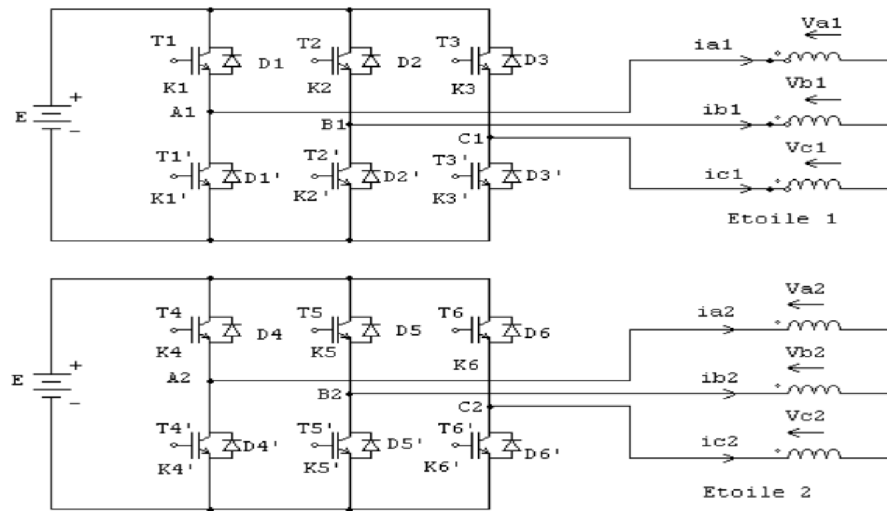 T1 D1 T2 D2 T3 D3 ia1 Va1
K1 K2 K3
E + -
A1 B1 C1 ib1 Vb1
T1' D1' T2' D2' T3' D3' ic1 Vc1
K1' K2' K3'
Etoile 1
T4 D4 T5 D5 T6 D6 ia2 Va2
K4 K5 K6
E + -
A2 B2 C2 ib2 Vb2
T4' D4' T5' D5' T6' D6' ic2 Vc2
K4' K5' K6'
Etoile 2